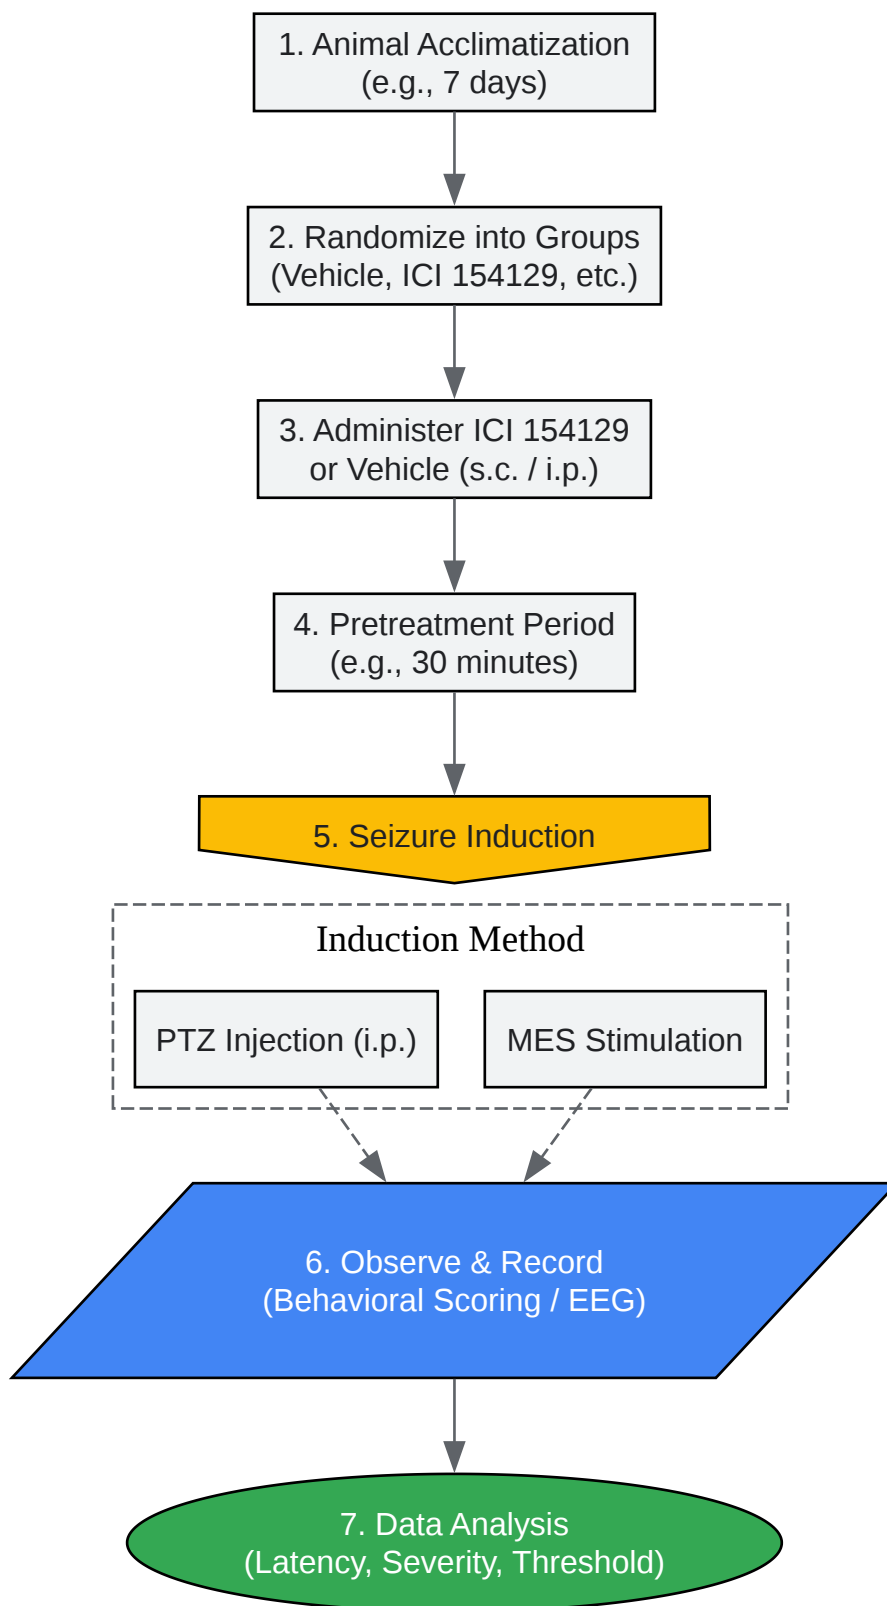 1. Animal Acclimatization
(e.g., 7 days)
2. Randomize into Groups
(Vehicle, ICI 154129, etc.)
3. Administer ICI 154129
or Vehicle (s.c. / i.p.)
4. Pretreatment Period
(e.g., 30 minutes)
5. Seizure Induction
Induction Method
PTZ Injection (i.p.)
MES Stimulation
6. Observe & Record
(Behavioral Scoring / EEG)
7. Data Analysis
(Latency, Severity, Threshold)